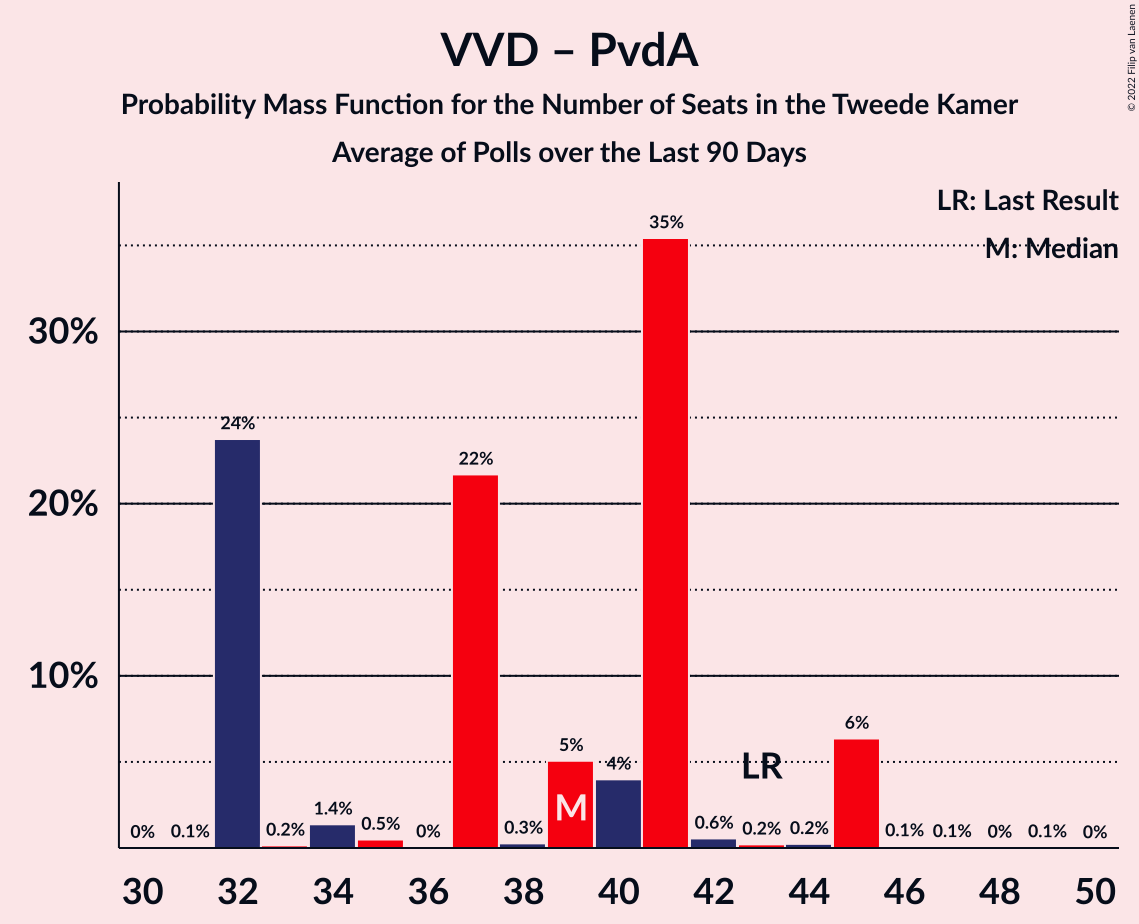 VVD – PvdA
Probability Mass Function for the Number of Seats in the Tweede Kamer
Average of Polls over the Last 90 Days
© 2022 Filip van Laenen
LR: Last Result
M: Median
35%
30%
24%
22%
20%
10%
6%
5%
4%
LR
M
0%
0.1%
0.2%
1.4%
0.5%
0%
0.3%
0.6%
0.2%
0.2%
0.1%
0.1%
0%
0.1%
0%
30 32 34 36 38 40 42 44 46 48 50